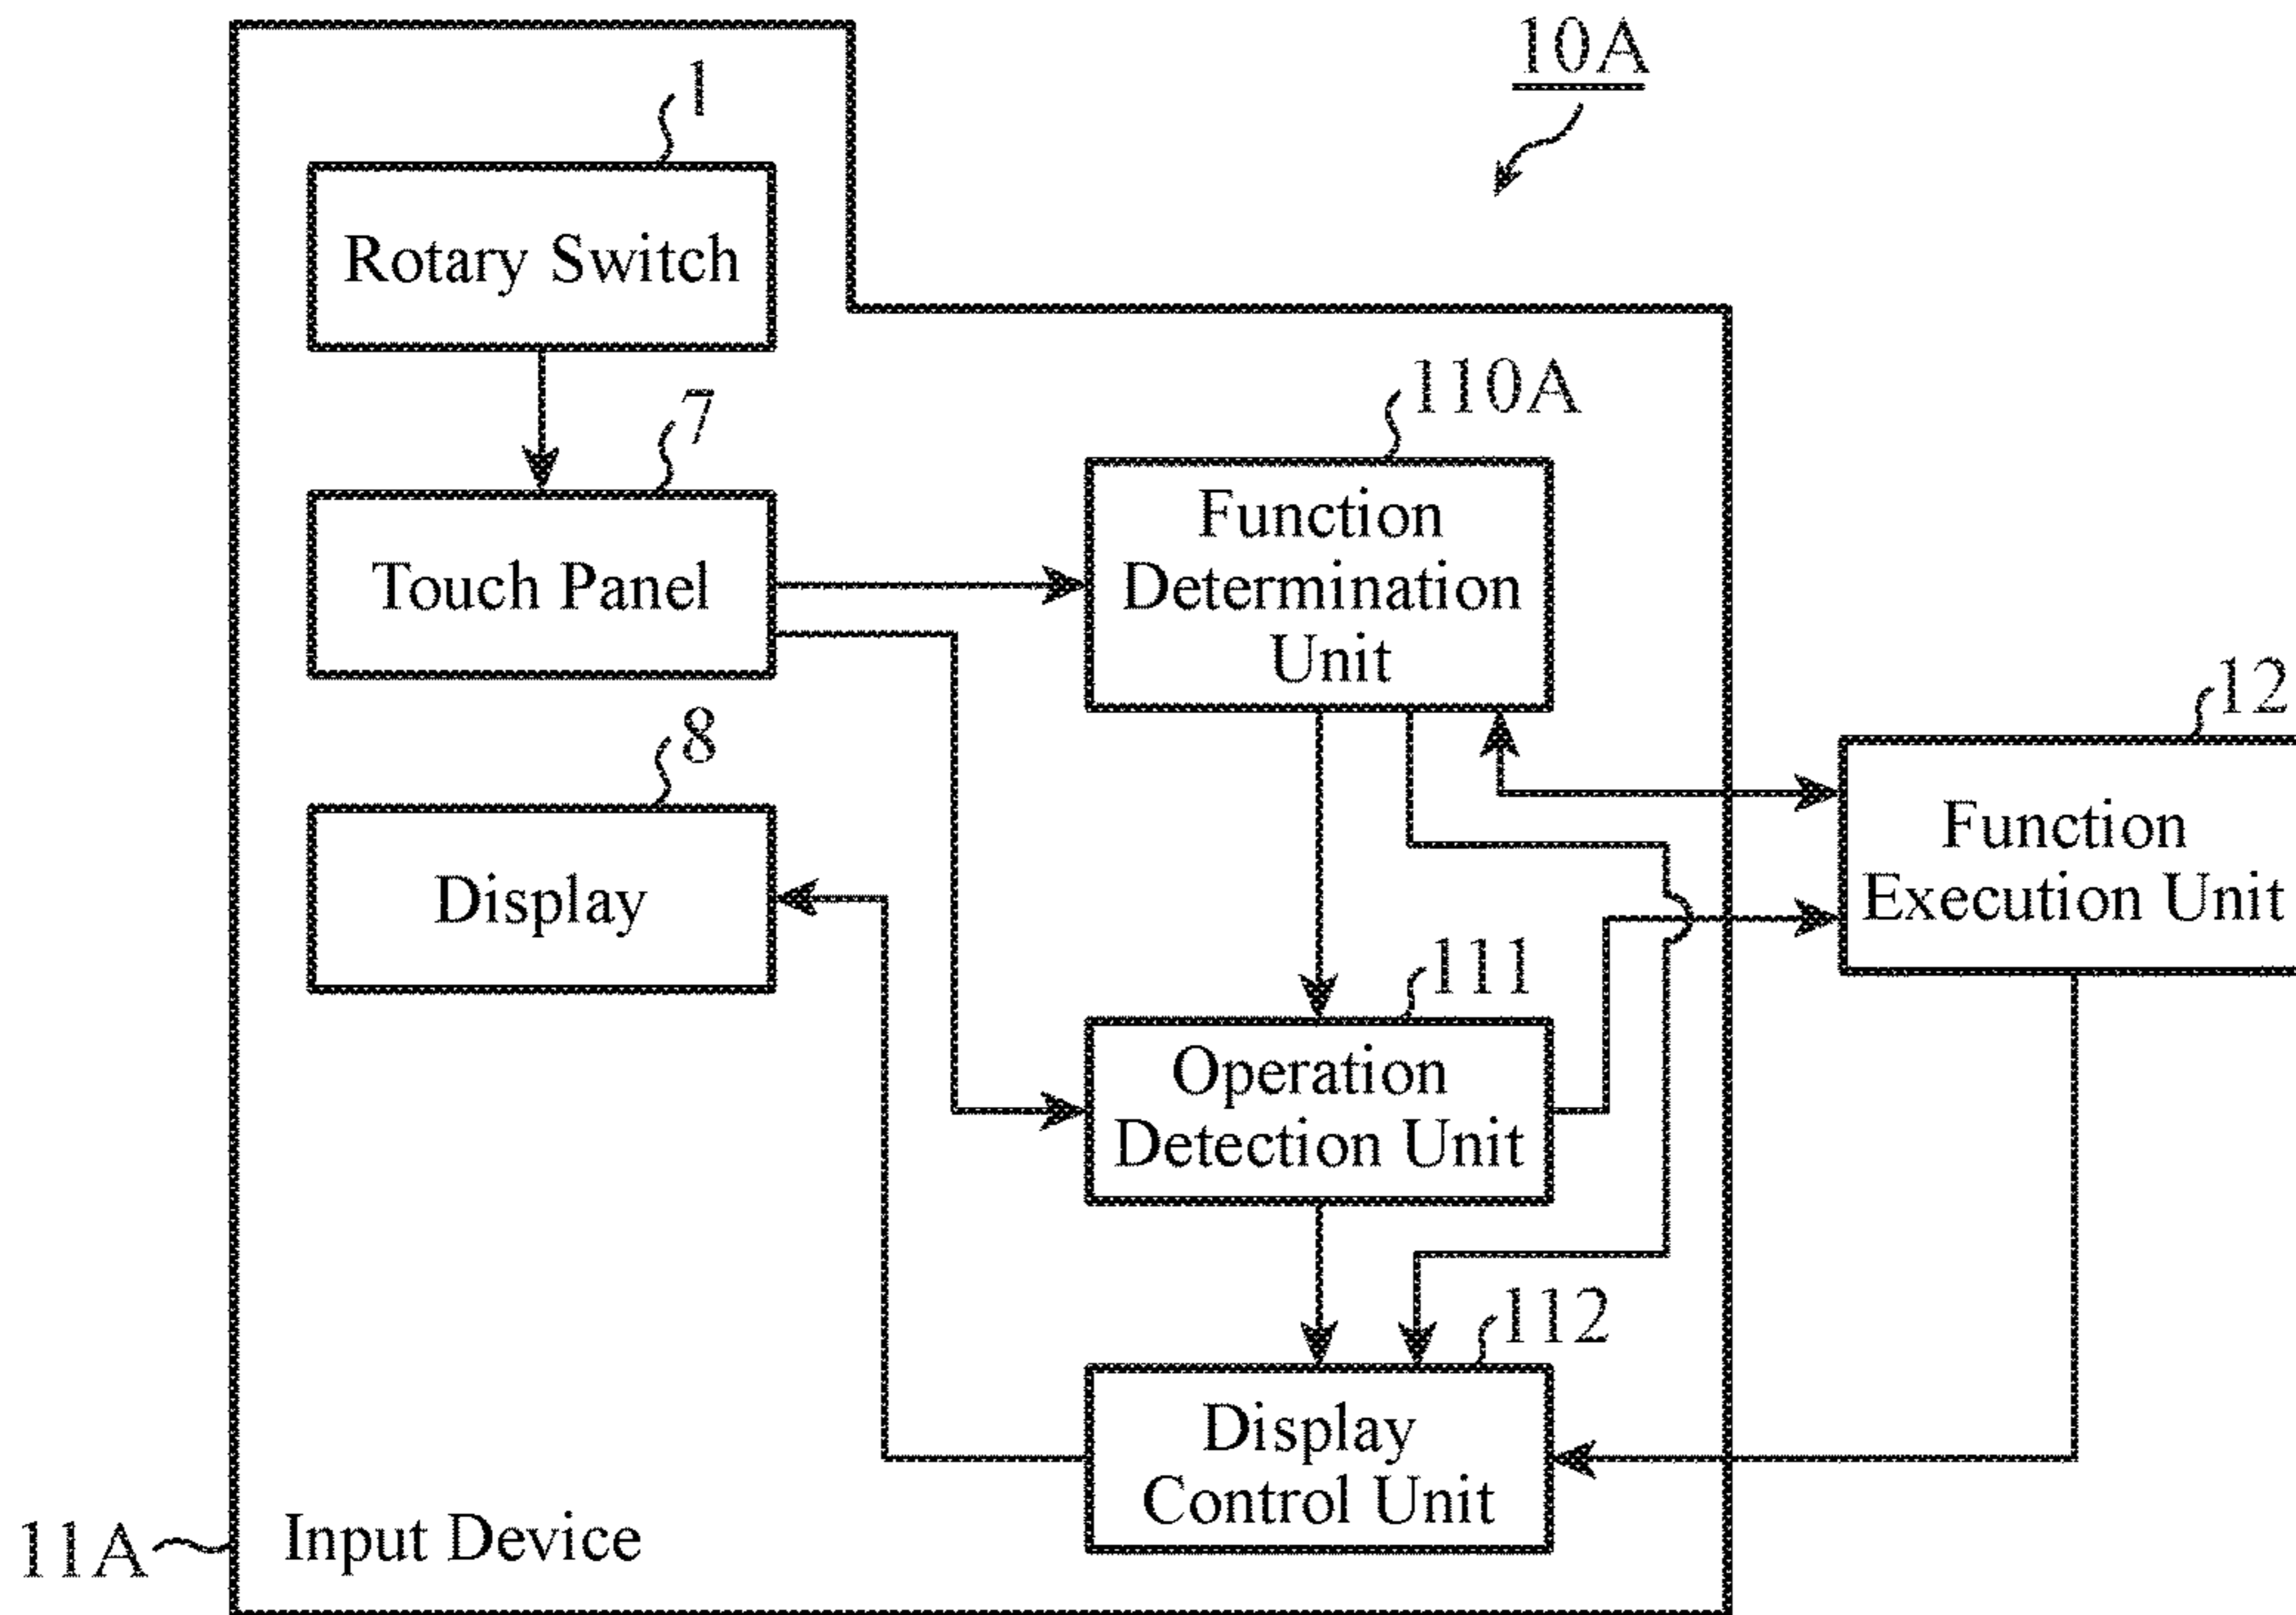 10A
1
Rotary Switch
7
Touch Panel
110A
Function
Determination
Unit
8
Display
12
Function
Execution Unit
111
Operation
Detection Unit
112
Display
Control Unit
11A
Input Device